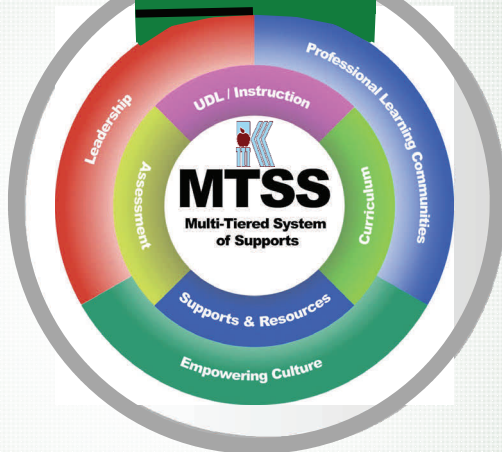 Leadership
Professional Learning Communities
UDL / Instruction
Assessment
Curriculum
K
MTSS
Multi-Tiered System
of Supports
Supports & Resources
Empowering Culture